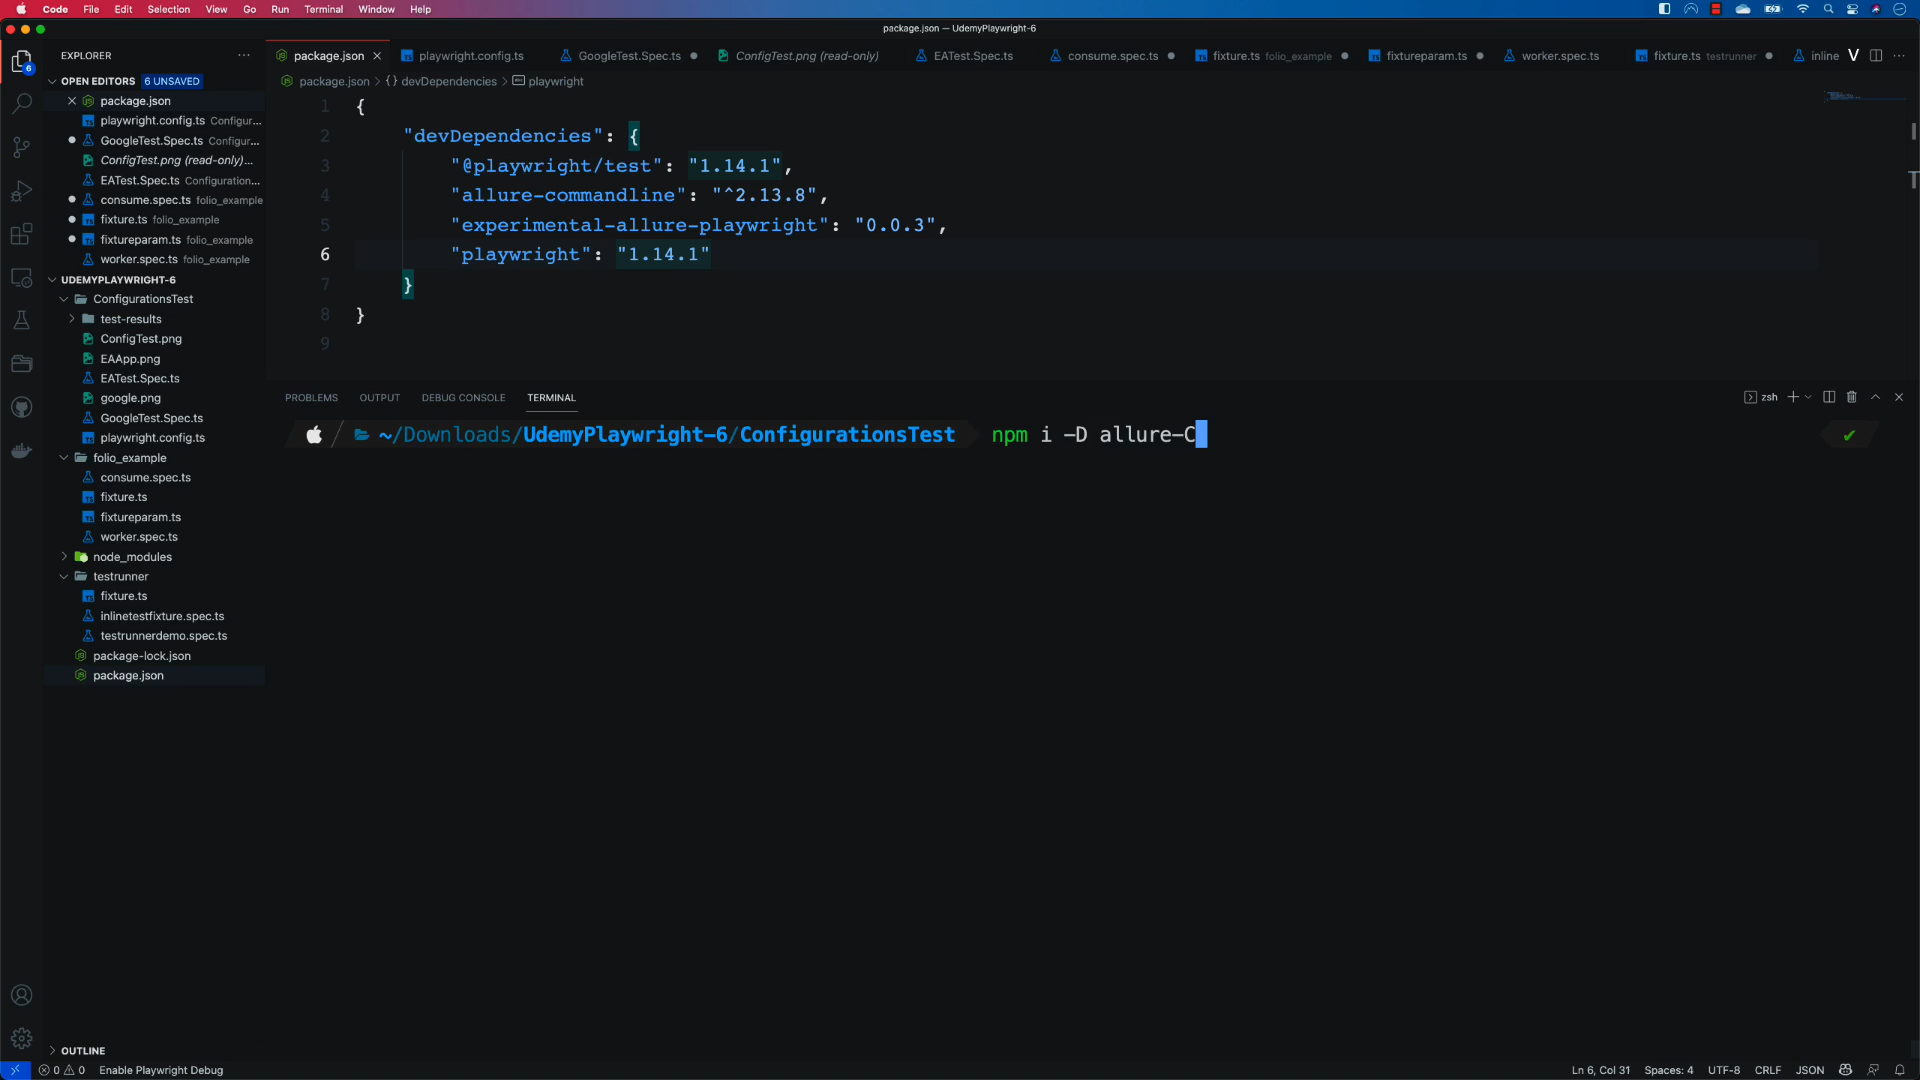 Code File Edit Selection View Go Run Terminal Window Help
package.json — UdemyPlaywright-6
EXPLORER
package.json
playwright.config.ts
GoogleTest.Spec.ts
ConfigTest.png (read-only)
EATest.Spec.ts
consume.spec.ts
fixture.ts folio_example
fixtureparam.ts
worker.spec.ts
fixture.ts testrunner
inline
package.json > {} devDependencies > playwright
OPEN EDITORS 6 UNSAVED
package.json
playwright.config.ts Configur...
GoogleTest.Spec.ts Configur...
ConfigTest.png (read-only)...
EATest.Spec.ts Configuration...
consume.spec.ts folio_example
fixture.ts folio_example
fixtureparam.ts folio_example
worker.spec.ts folio_example
UDEMYPLAYWRIGHT-6
ConfigurationsTest
test-results
ConfigTest.png
EAApp.png
EATest.Spec.ts
google.png
GoogleTest.Spec.ts
playwright.config.ts
folio_example
consume.spec.ts
fixture.ts
fixtureparam.ts
worker.spec.ts
node_modules
testrunner
fixture.ts
inlinetestfixture.spec.ts
testrunnerdemo.spec.ts
package-lock.json
package.json
OUTLINE
1 {
2 "devDependencies": {
3 "@playwright/test": "1.14.1",
4 "allure-commandline": "^2.13.8",
5 "experimental-allure-playwright": "0.0.3",
6 "playwright": "1.14.1"
7 }
8 }
9
PROBLEMS OUTPUT DEBUG CONSOLE TERMINAL
zsh
~/Downloads/UdemyPlaywright-6/ConfigurationsTest npm i -D allure-C
6
0 0 Enable Playwright Debug
Ln 6, Col 31 Spaces: 4 UTF-8 CRLF JSON